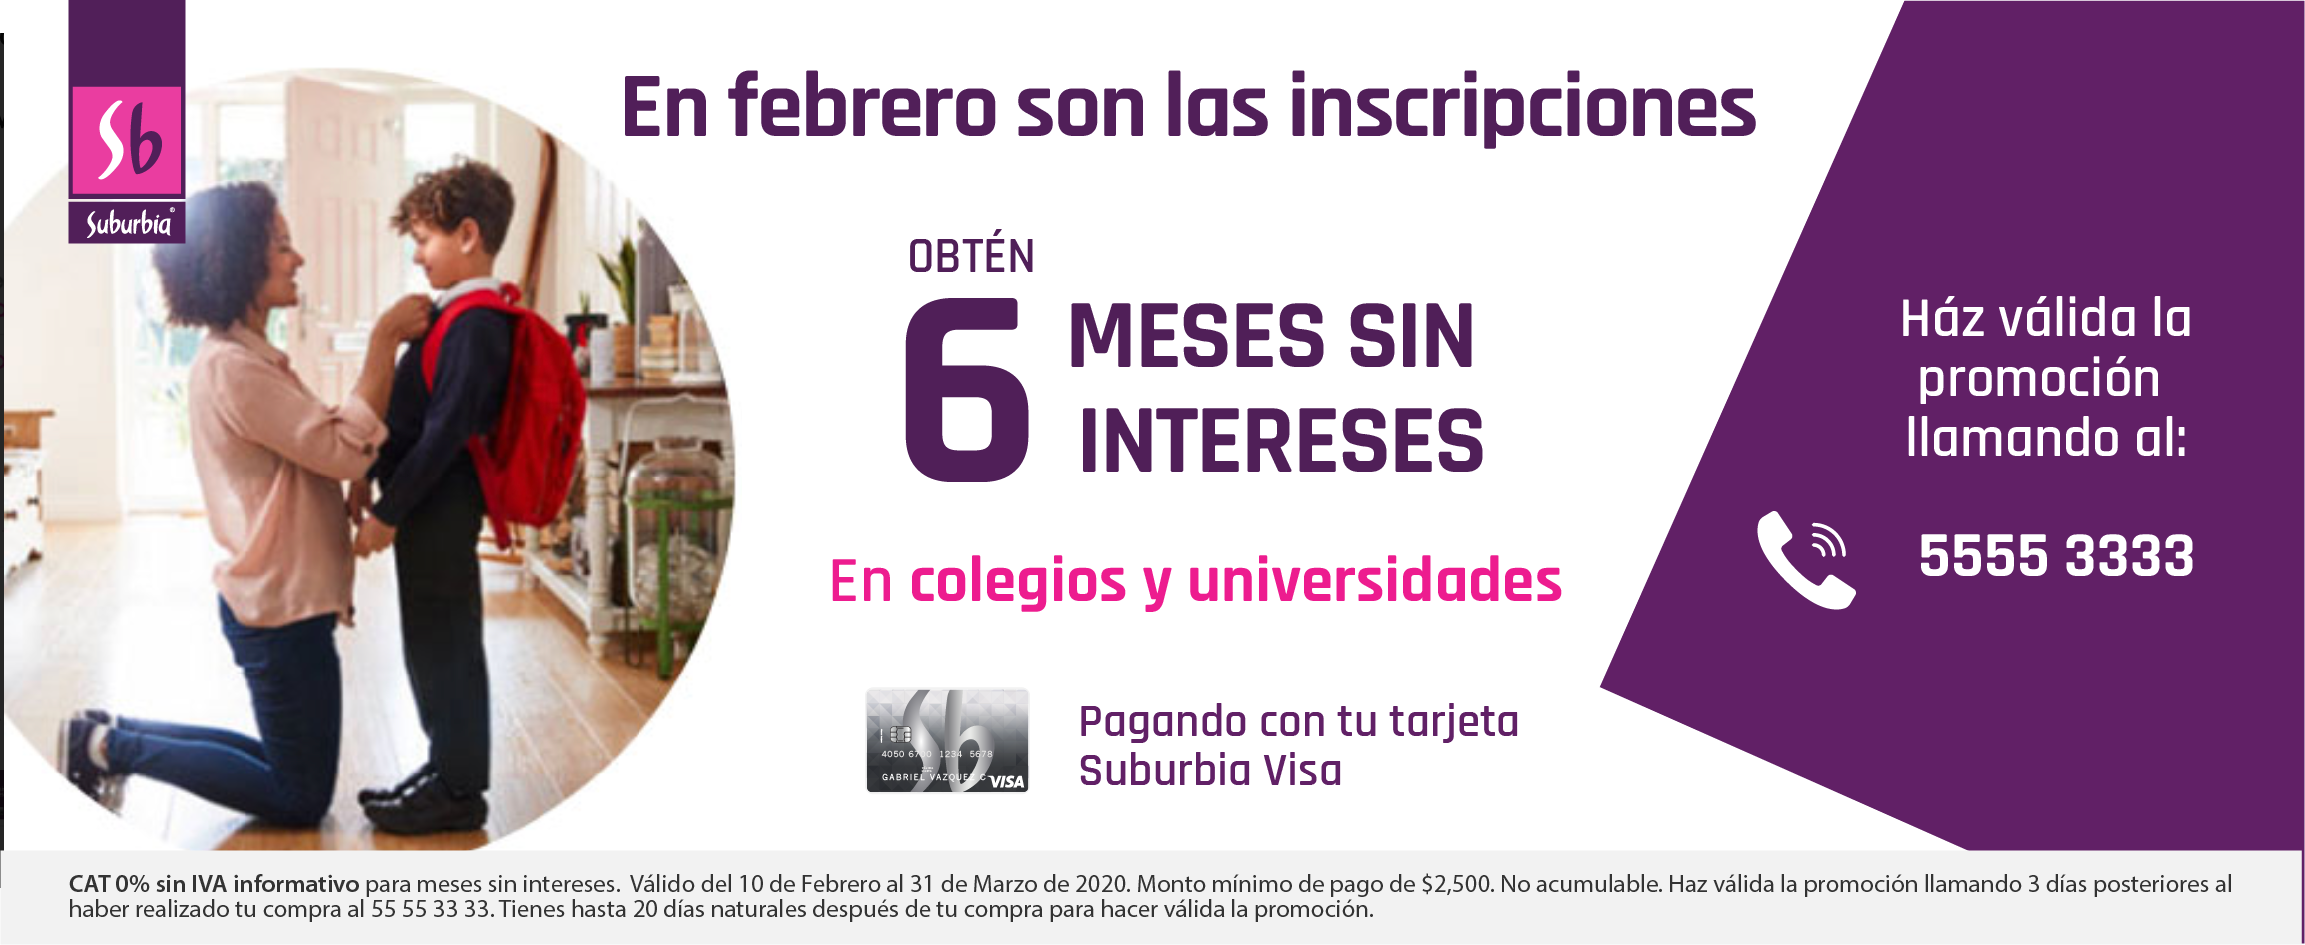 Sb
Suburbia®
En febrero son las inscripciones
OBTÉN
6 MESES SIN
INTERESES
En colegios y universidades
4050 67 0 1234 5678
GABRIEL VAZQUEZ C
VISA
Pagando con tu tarjeta
Suburbia Visa
Ház válida la
promoción
llamando al:
5555 3333
CAT 0% sin IVA informativo para meses sin intereses. Válido del 10 de Febrero al 31 de Marzo de 2020. Monto mínimo de pago de $2,500. No acumulable. Haz válida la promoción llamando 3 días posteriores al
haber realizado tu compra al 55 55 33 33. Tienes hasta 20 días naturales después de tu compra para hacer válida la promoción.